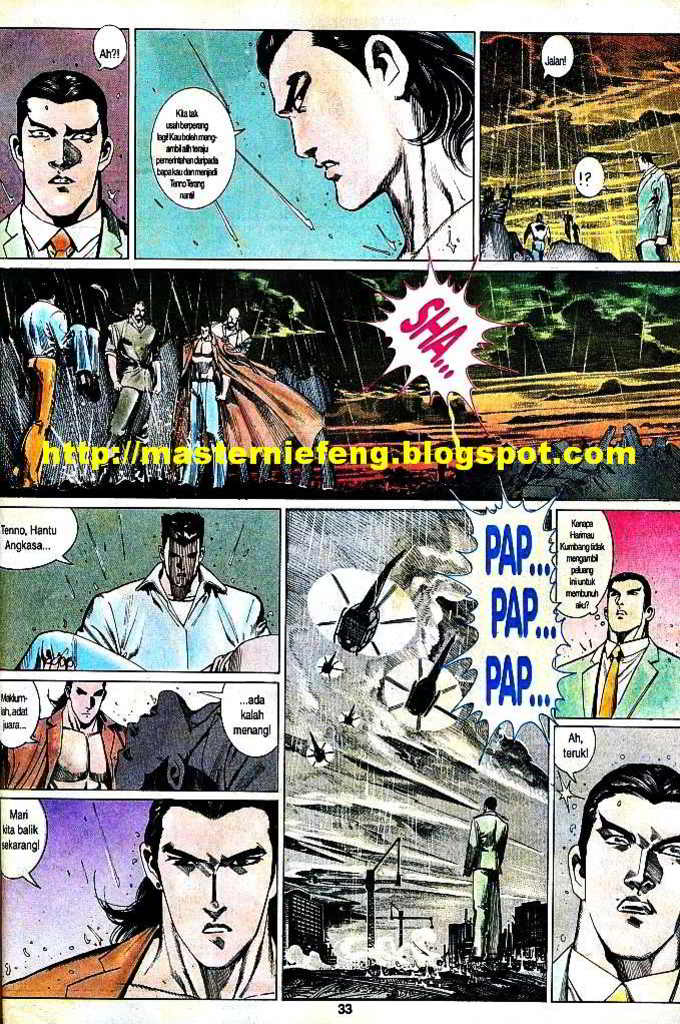 Ah?!
Kita tak
usah berperang
lagi! Kau boleh meng-
ambil alih teraju
pemerintahan daripada
bapa kau dan menjadi
Tenno Terang
nanti!
Jalan!
!?
SHA...
http://masterniefeng.blogspot.com/
Tenno, Hantu
Angkasa...
Maklum-
lah, adat
juara...
...ada
kalah
menang!
Mari
kita balik
sekarang!
PAP...
PAP...
PAP...
Kenapa
Harimau
Kumbang tidak
mengambil
peluang
ini untuk
membunuh
aku?
Ah,
teruk!
33